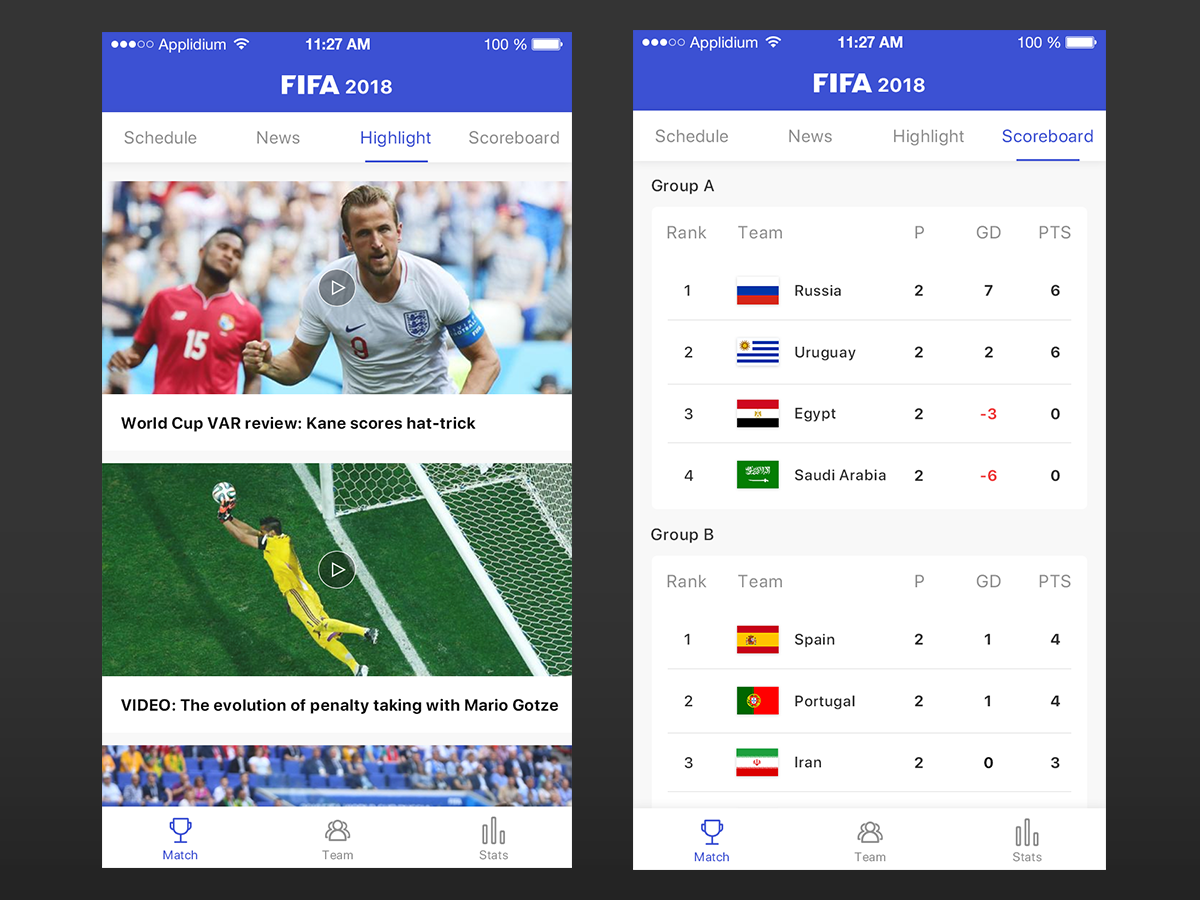 ●●●○○ Applidium 11:27 AM 100 %
FIFA 2018
Schedule News Highlight Scoreboard
15
9
World Cup VAR review: Kane scores hat-trick
VIDEO: The evolution of penalty taking with Mario Gotze
Match Team Stats
●●●○○ Applidium 11:27 AM 100 %
FIFA 2018
Schedule News Highlight Scoreboard
Group A
Rank Team P GD PTS
1 Russia 2 7 6
2 Uruguay 2 2 6
3 Egypt 2 -3 0
4 Saudi Arabia 2 -6 0
Group B
Rank Team P GD PTS
1 Spain 2 1 4
2 Portugal 2 1 4
3 Iran 2 0 3
Match Team Stats